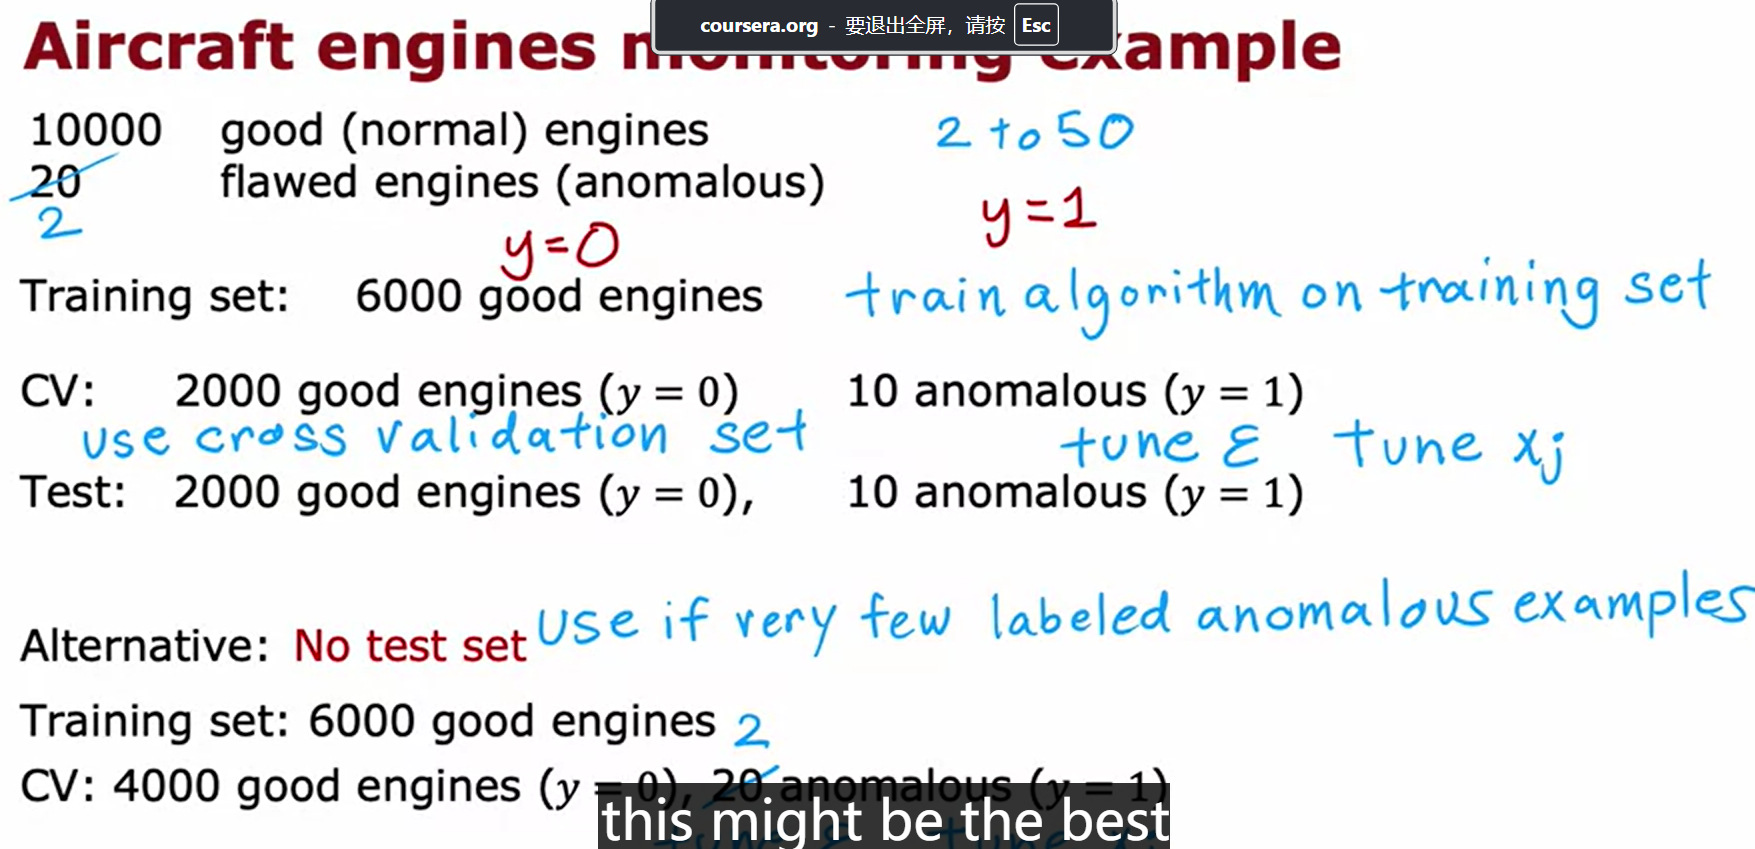 coursera.org - 要退出全屏，请按 Esc
Aircraft engines monitoring example
10000 good (normal) engines 2 to 50
20 flawed engines (anomalous)
2
y=0 y=1
Training set: 6000 good engines train algorithm on training set
CV: 2000 good engines (y = 0) 10 anomalous (y = 1)
use cross validation set tune ε tune xj
Test: 2000 good engines (y = 0), 10 anomalous (y = 1)
Alternative: No test set use if very few labeled anomalous examples
Training set: 6000 good engines 2
CV: 4000 good engines (y = 0), 20 anomalous (y = 1)
this might be the best